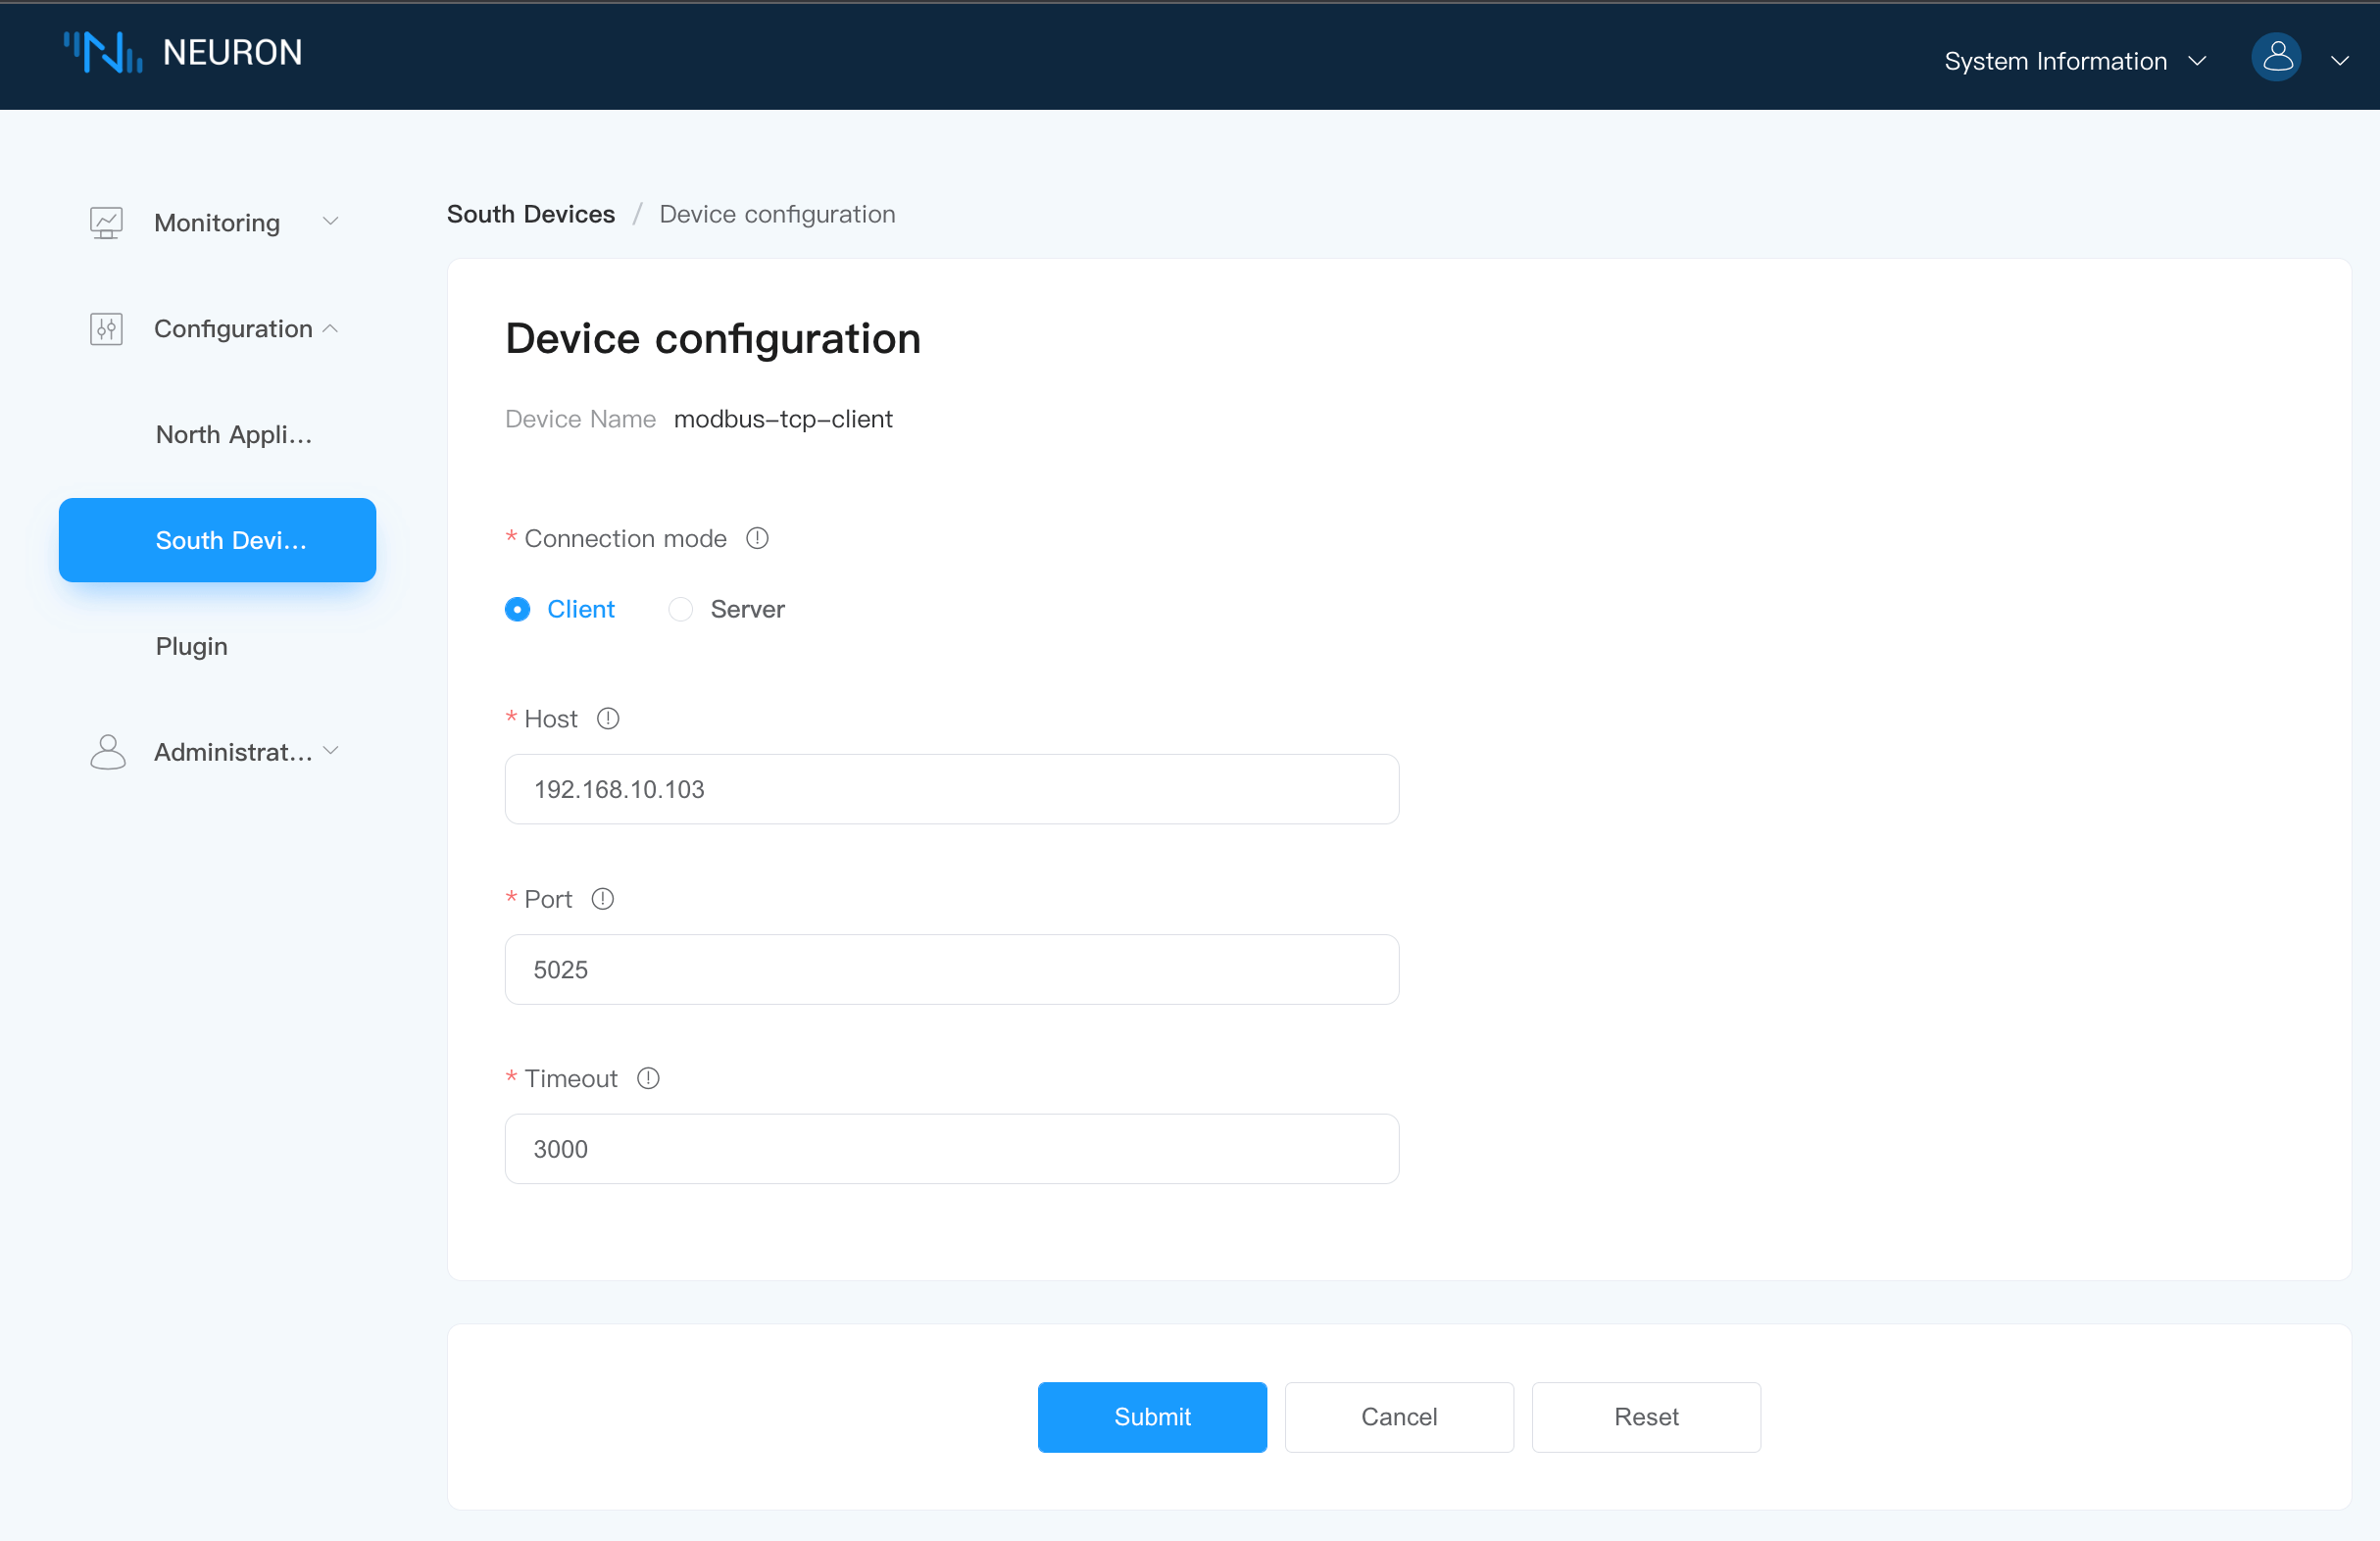 NEURON
System Information
Monitoring
Configuration
North Appli...
South Devi...
Plugin
Administrat...
South Devices / Device configuration
Device configuration
Device Name modbus-tcp-client
* Connection mode
Client Server
* Host
192.168.10.103
* Port
5025
* Timeout
3000
Submit Cancel Reset